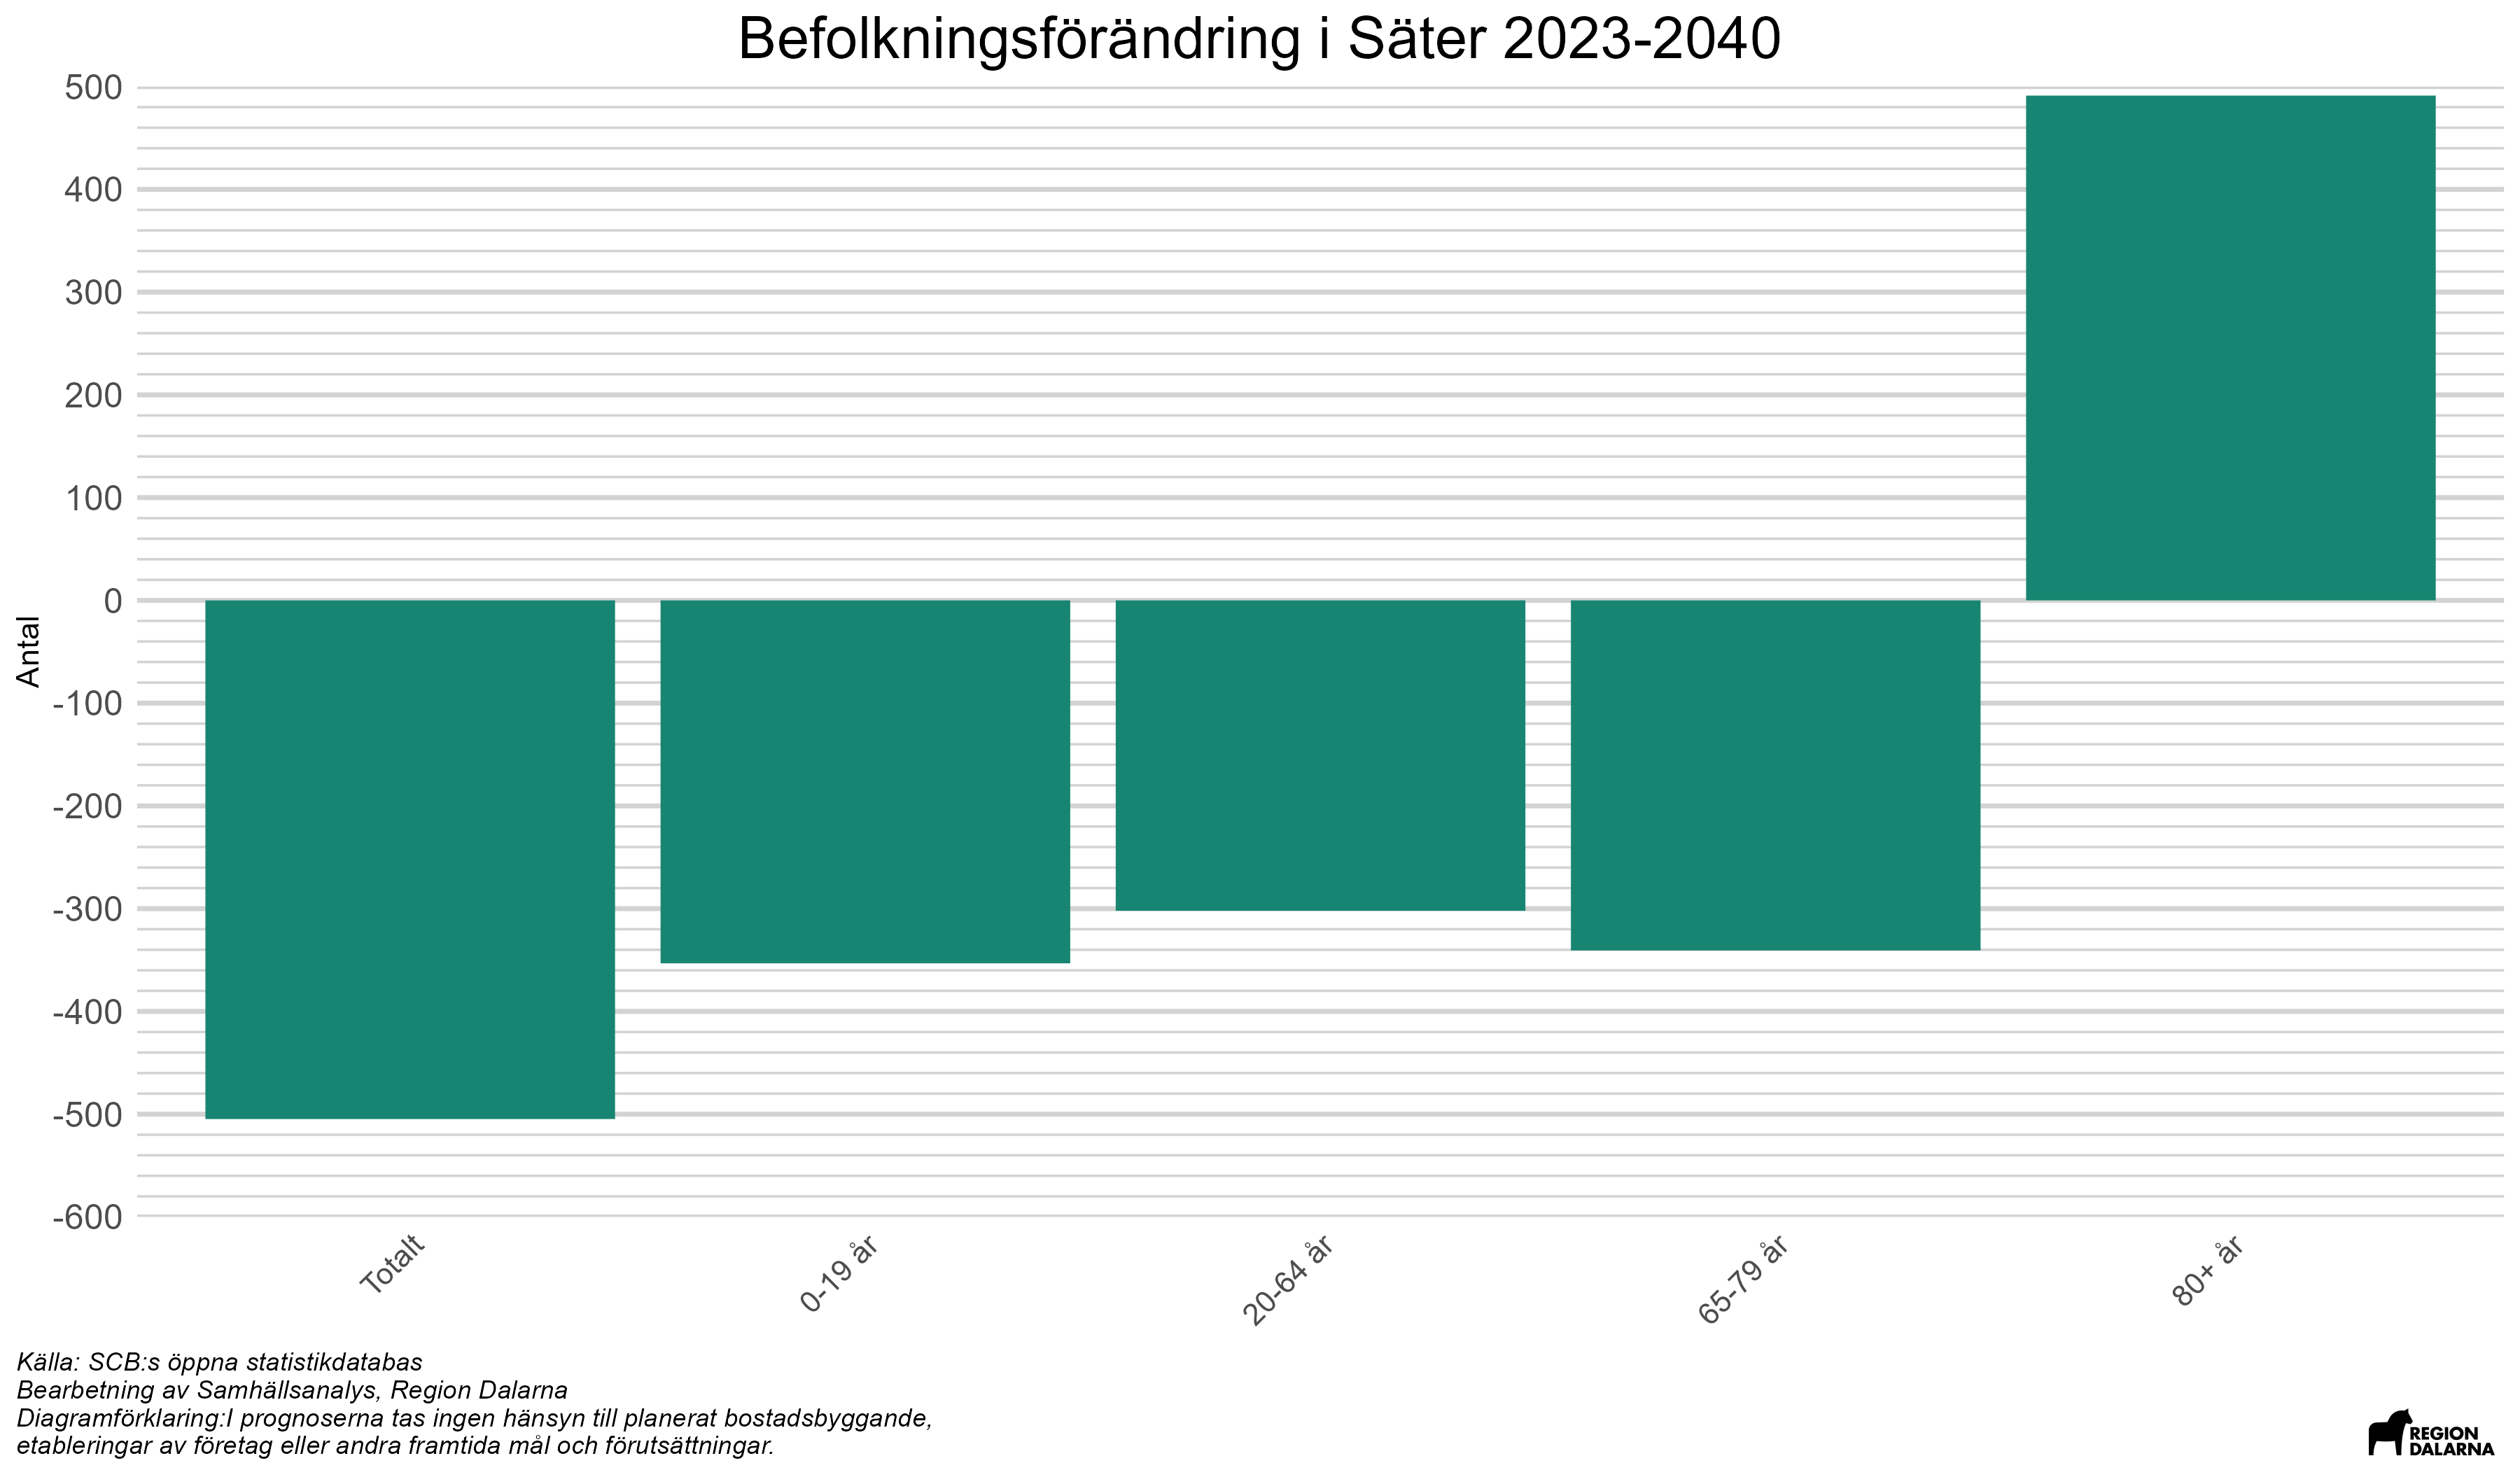 Befolkningsförändring i Säter 2023-2040
500
400
300
200
100
0
-100
-200
-300
-400
-500
-600
Antal
Totalt
0-19 år
20-64 år
65-79 år
80+ år
Källa: SCB:s öppna statistikdatabas
Bearbetning av Samhällsanalys, Region Dalarna
Diagramförklaring:I prognoserna tas ingen hänsyn till planerat bostadsbyggande,
etableringar av företag eller andra framtida mål och förutsättningar.
REGION
DALARNA